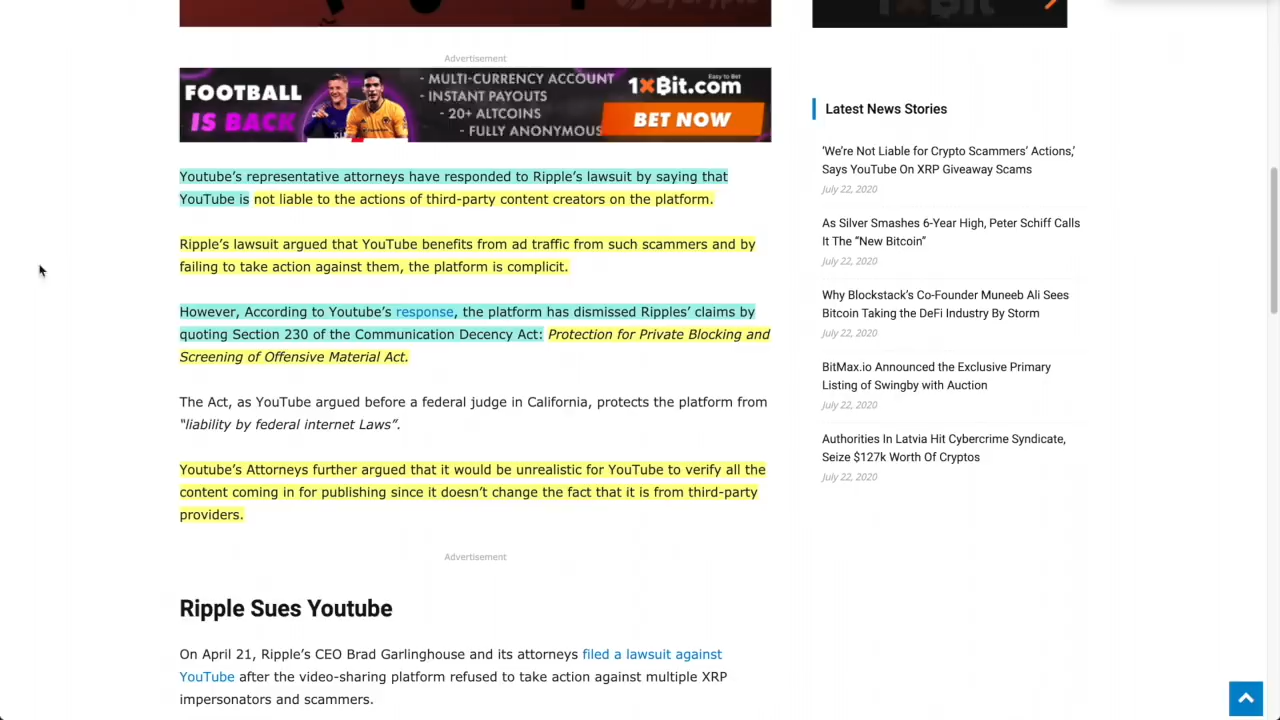 1xBit
Advertisement
FOOTBALL
IS BACK
- MULTI-CURRENCY ACCOUNT
- INSTANT PAYOUTS
- 20+ ALTCOINS
- FULLY ANONYMOUS
Easy to Bet
1xBit.com
BET NOW
Youtube’s representative attorneys have responded to Ripple’s lawsuit by saying that
YouTube is not liable to the actions of third-party content creators on the platform.
Ripple’s lawsuit argued that YouTube benefits from ad traffic from such scammers and by
failing to take action against them, the platform is complicit.
However, According to Youtube’s response, the platform has dismissed Ripples’ claims by
quoting Section 230 of the Communication Decency Act: Protection for Private Blocking and
Screening of Offensive Material Act.
The Act, as YouTube argued before a federal judge in California, protects the platform from
“liability by federal internet Laws”.
Youtube’s Attorneys further argued that it would be unrealistic for YouTube to verify all the
content coming in for publishing since it doesn’t change the fact that it is from third-party
providers.
Advertisement
Ripple Sues Youtube
On April 21, Ripple’s CEO Brad Garlinghouse and its attorneys filed a lawsuit against
YouTube after the video-sharing platform refused to take action against multiple XRP
impersonators and scammers.
Latest News Stories
‘We’re Not Liable for Crypto Scammers’ Actions,’
Says YouTube On XRP Giveaway Scams
July 22, 2020
As Silver Smashes 6-Year High, Peter Schiff Calls
It The “New Bitcoin”
July 22, 2020
Why Blockstack’s Co-Founder Muneeb Ali Sees
Bitcoin Taking the DeFi Industry By Storm
July 22, 2020
BitMax.io Announced the Exclusive Primary
Listing of Swingby with Auction
July 22, 2020
Authorities In Latvia Hit Cybercrime Syndicate,
Seize $127k Worth Of Cryptos
July 22, 2020